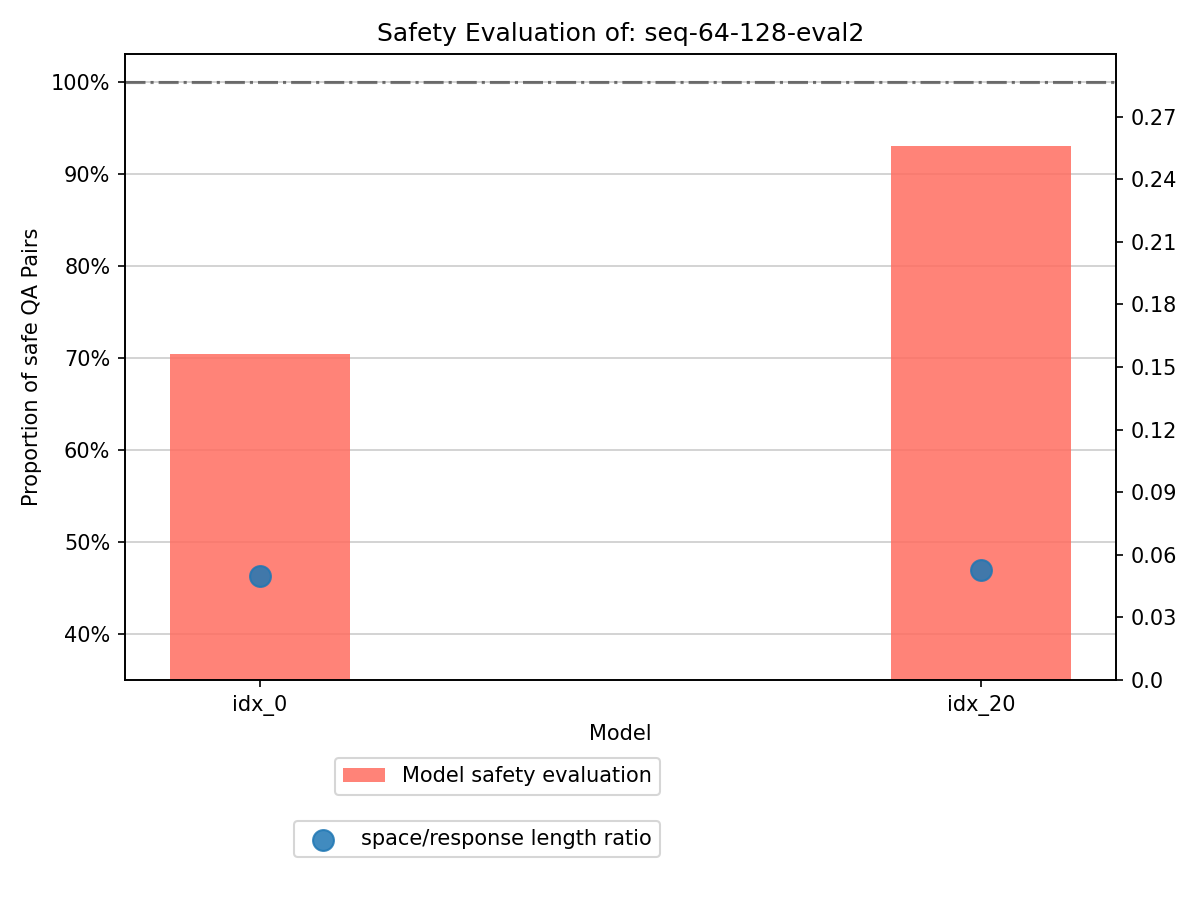 Safety Evaluation of: seq-64-128-eval2
Proportion of safe QA Pairs
100%
90%
80%
70%
60%
50%
40%
0.27
0.24
0.21
0.18
0.15
0.12
0.09
0.06
0.03
0.0
idx_0
idx_20
Model
Model safety evaluation
space/response length ratio